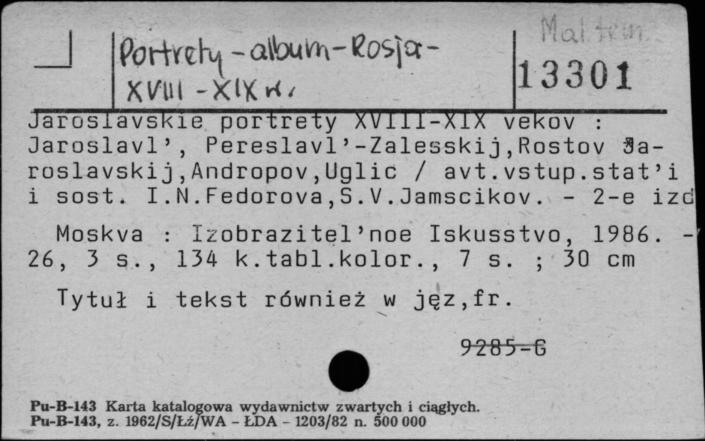 Mal.
Portrety - album - Rosja -
XVIII - XIX w.
13301
Jaroslavskie portrety XVIII-XIX vekov :
Jaroslavl', Pereslavl'-Zalesskij,Rostov Ja-
roslavskij,Andropov,Uglic / avt.vstup.stat'i
i sost. I.N.Fedorova,S.V.Jamscikov. - 2-e izd
Moskva : Izobrazitel'noe Iskusstvo, 1986. -
26, 3 s., 134 k.tabl.kolor., 7 s. ; 30 cm
Tytuł i tekst również w jęz,fr.
9285-G
Pu-B-143 Karta katalogowa wydawnictw zwartych i ciągłych.
Pu-B-143, z. 1962/S/Łż/WA - ŁDA - 1203/82 n. 500 000